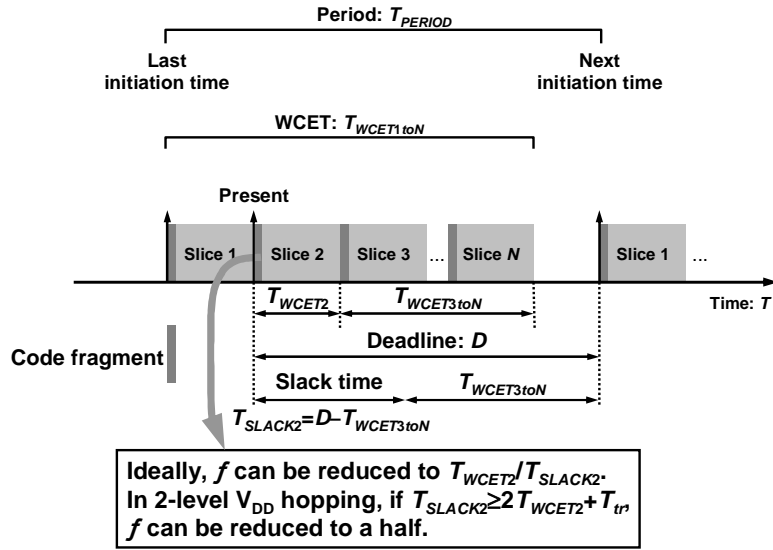 Period: T_PERIOD
Last initiation time
Next initiation time
WCET: T_WCET1toN
Present
Slice 1 Slice 2 Slice 3 ... Slice N Slice 1 ...
T_WCET2 T_WCET3toN
Time: T
Code fragment
Deadline: D
Slack time T_WCET3toN
T_SLACK2=D–T_WCET3toN
Ideally, f can be reduced to T_WCET2/T_SLACK2.
In 2-level V_DD hopping, if T_SLACK2≥2T_WCET2+T_tr,
f can be reduced to a half.